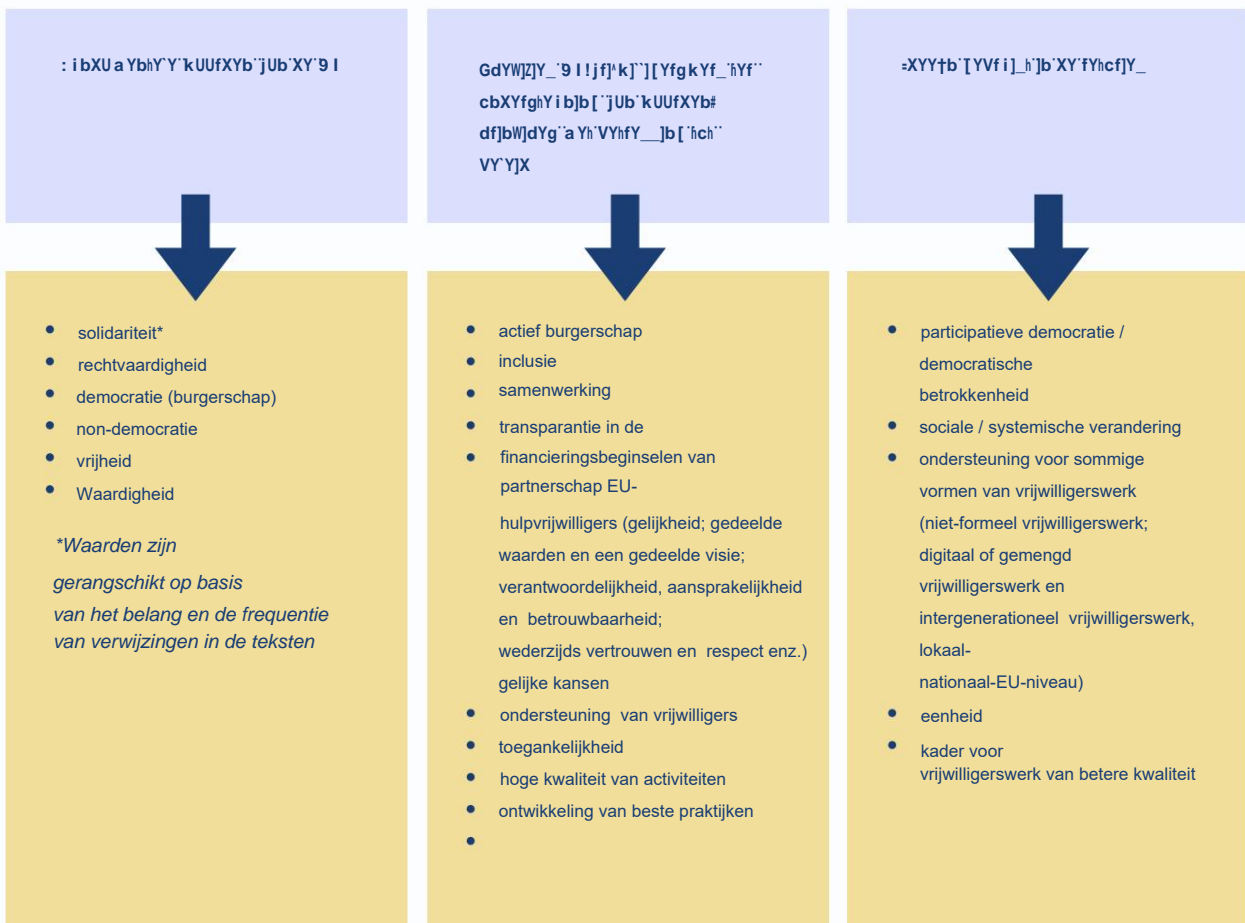 • solidariteit*
• rechtvaardigheid
• democratie (burgerschap)
• non-democratie
• vrijheid
• Waardigheid
*Waarden zijn
gerangschikt op basis
van het belang en de frequentie
van verwijzingen in de teksten
• actief burgerschap
• inclusie
• samenwerking
• transparantie in de
• financieringsbeginselen van
partnerschap EU-
hulpvrijwilligers (gelijkheid; gedeelde
waarden en een gedeelde visie;
verantwoordelijkheid, aansprakelijkheid
en betrouwbaarheid;
wederzijds vertrouwen en respect enz.)
gelijke kansen
• ondersteuning van vrijwilligers
• toegankelijkheid
• hoge kwaliteit van activiteiten
• ontwikkeling van beste praktijken
•
• participatieve democratie /
democratische
betrokkenheid
• sociale / systemische verandering
• ondersteuning voor sommige
vormen van vrijwilligerswerk
(niet-formeel vrijwilligerswerk;
digitaal of gemengd
vrijwilligerswerk en
intergenerationeel vrijwilligerswerk,
lokaal-
nationaal-EU-niveau)
• eenheid
• kader voor
vrijwilligerswerk van betere kwaliteit